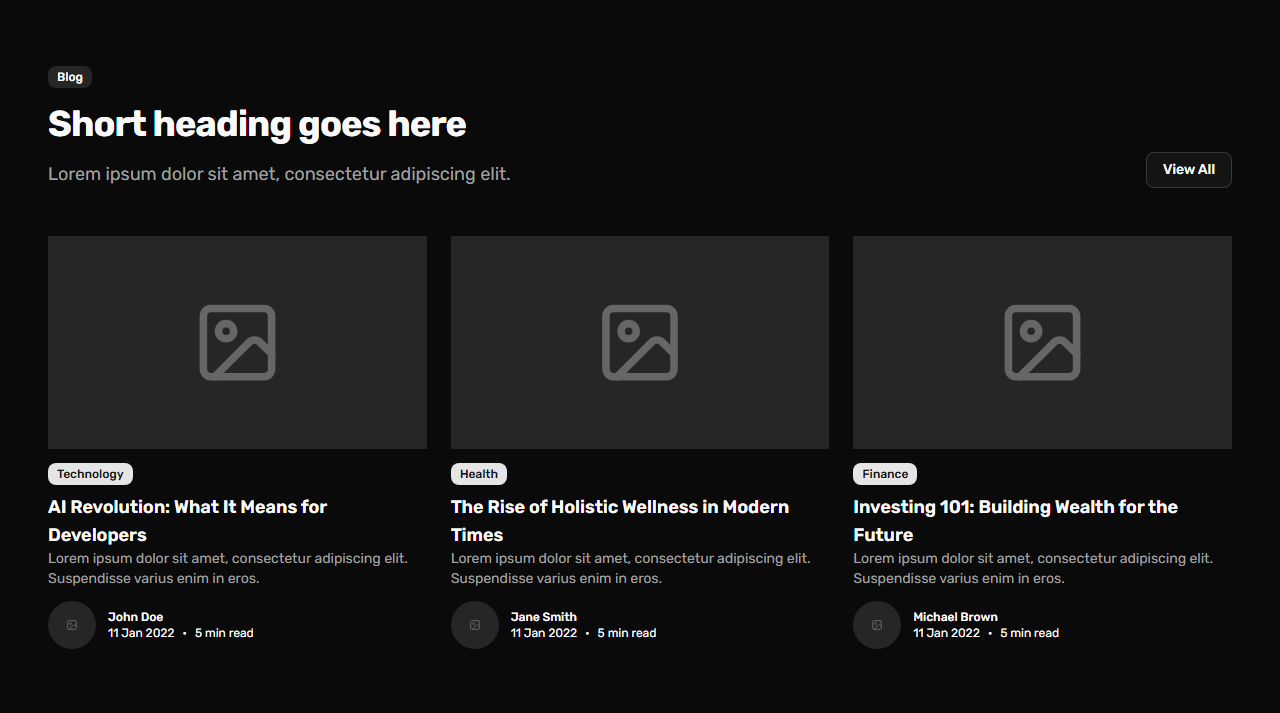 Blog
Short heading goes here
Lorem ipsum dolor sit amet, consectetur adipiscing elit.
View All
Technology
AI Revolution: What It Means for
Developers
Lorem ipsum dolor sit amet, consectetur adipiscing elit.
Suspendisse varius enim in eros.
John Doe
11 Jan 2022 • 5 min read
Health
The Rise of Holistic Wellness in Modern
Times
Lorem ipsum dolor sit amet, consectetur adipiscing elit.
Suspendisse varius enim in eros.
Jane Smith
11 Jan 2022 • 5 min read
Finance
Investing 101: Building Wealth for the
Future
Lorem ipsum dolor sit amet, consectetur adipiscing elit.
Suspendisse varius enim in eros.
Michael Brown
11 Jan 2022 • 5 min read